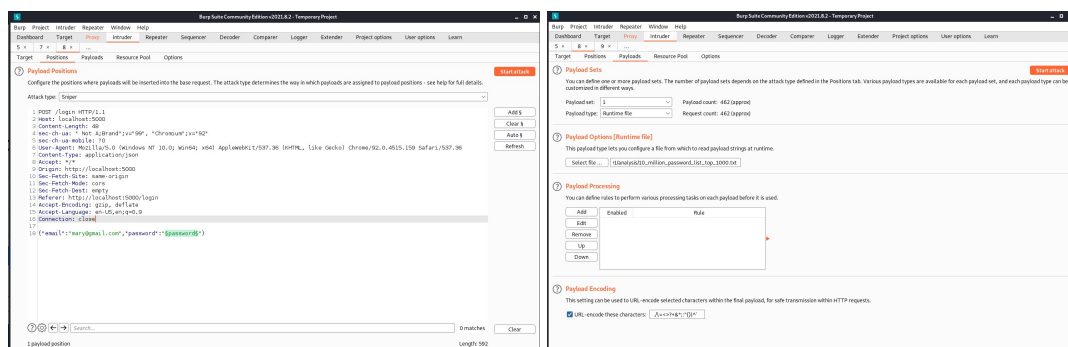 Burp Suite Community Edition v2021.8.2 - Temporary Project
Burp Project Intruder Repeater Window Help
Dashboard Target Proxy Intruder Repeater Sequencer Decoder Comparer Logger Extender Project options User options Learn
5 × 7 × 8 × ...
Target Positions Payloads Resource Pool Options
Payload Positions
Start attack
Configure the positions where payloads will be inserted into the base request. The attack type determines the way in which payloads are assigned to payload positions - see help for full details.
Attack type: Sniper
1 POST /login HTTP/1.1
2 Host: localhost:5000
3 Content-Length: 48
4 sec-ch-ua: " Not A;Brand";v="99", "Chromium";v="92"
5 sec-ch-ua-mobile: ?0
6 User-Agent: Mozilla/5.0 (Windows NT 10.0; Win64; x64) AppleWebKit/537.36 (KHTML, like Gecko) Chrome/92.0.4515.159 Safari/537.36
7 Content-Type: application/json
8 Accept: */*
9 Origin: http://localhost:5000
10 Sec-Fetch-Site: same-origin
11 Sec-Fetch-Mode: cors
12 Sec-Fetch-Dest: empty
13 Referer: http://localhost:5000/login
14 Accept-Encoding: gzip, deflate
15 Accept-Language: en-US,en;q=0.9
16 Connection: close
17
18 {"email":"mary@gmail.com","password":"§password§"}
Add §
Clear §
Auto §
Refresh
Search...
0 matches
Clear
1 payload position
Length: 592
Burp Suite Community Edition v2021.8.2 - Temporary Project
Burp Project Intruder Repeater Window Help
Dashboard Target Proxy Intruder Repeater Sequencer Decoder Comparer Logger Extender Project options User options Learn
5 × 8 × 9 × ...
Target Positions Payloads Resource Pool Options
Payload Sets
Start attack
You can define one or more payload sets. The number of payload sets depends on the attack type defined in the Positions tab. Various payload types are available for each payload set, and each payload type can be
customized in different ways.
Payload set: 1 Payload count: 462 (approx)
Payload type: Runtime file Request count: 462 (approx)
Payload Options [Runtime file]
This payload type lets you configure a file from which to read payload strings at runtime.
Select file ... t1/analysis/10_million_password_list_top_1000.txt
Payload Processing
You can define rules to perform various processing tasks on each payload before it is used.
Add
Edit
Remove
Up
Down
Enabled Rule
Payload Encoding
This setting can be used to URL-encode selected characters within the final payload, for safe transmission within HTTP requests.
URL-encode these characters: